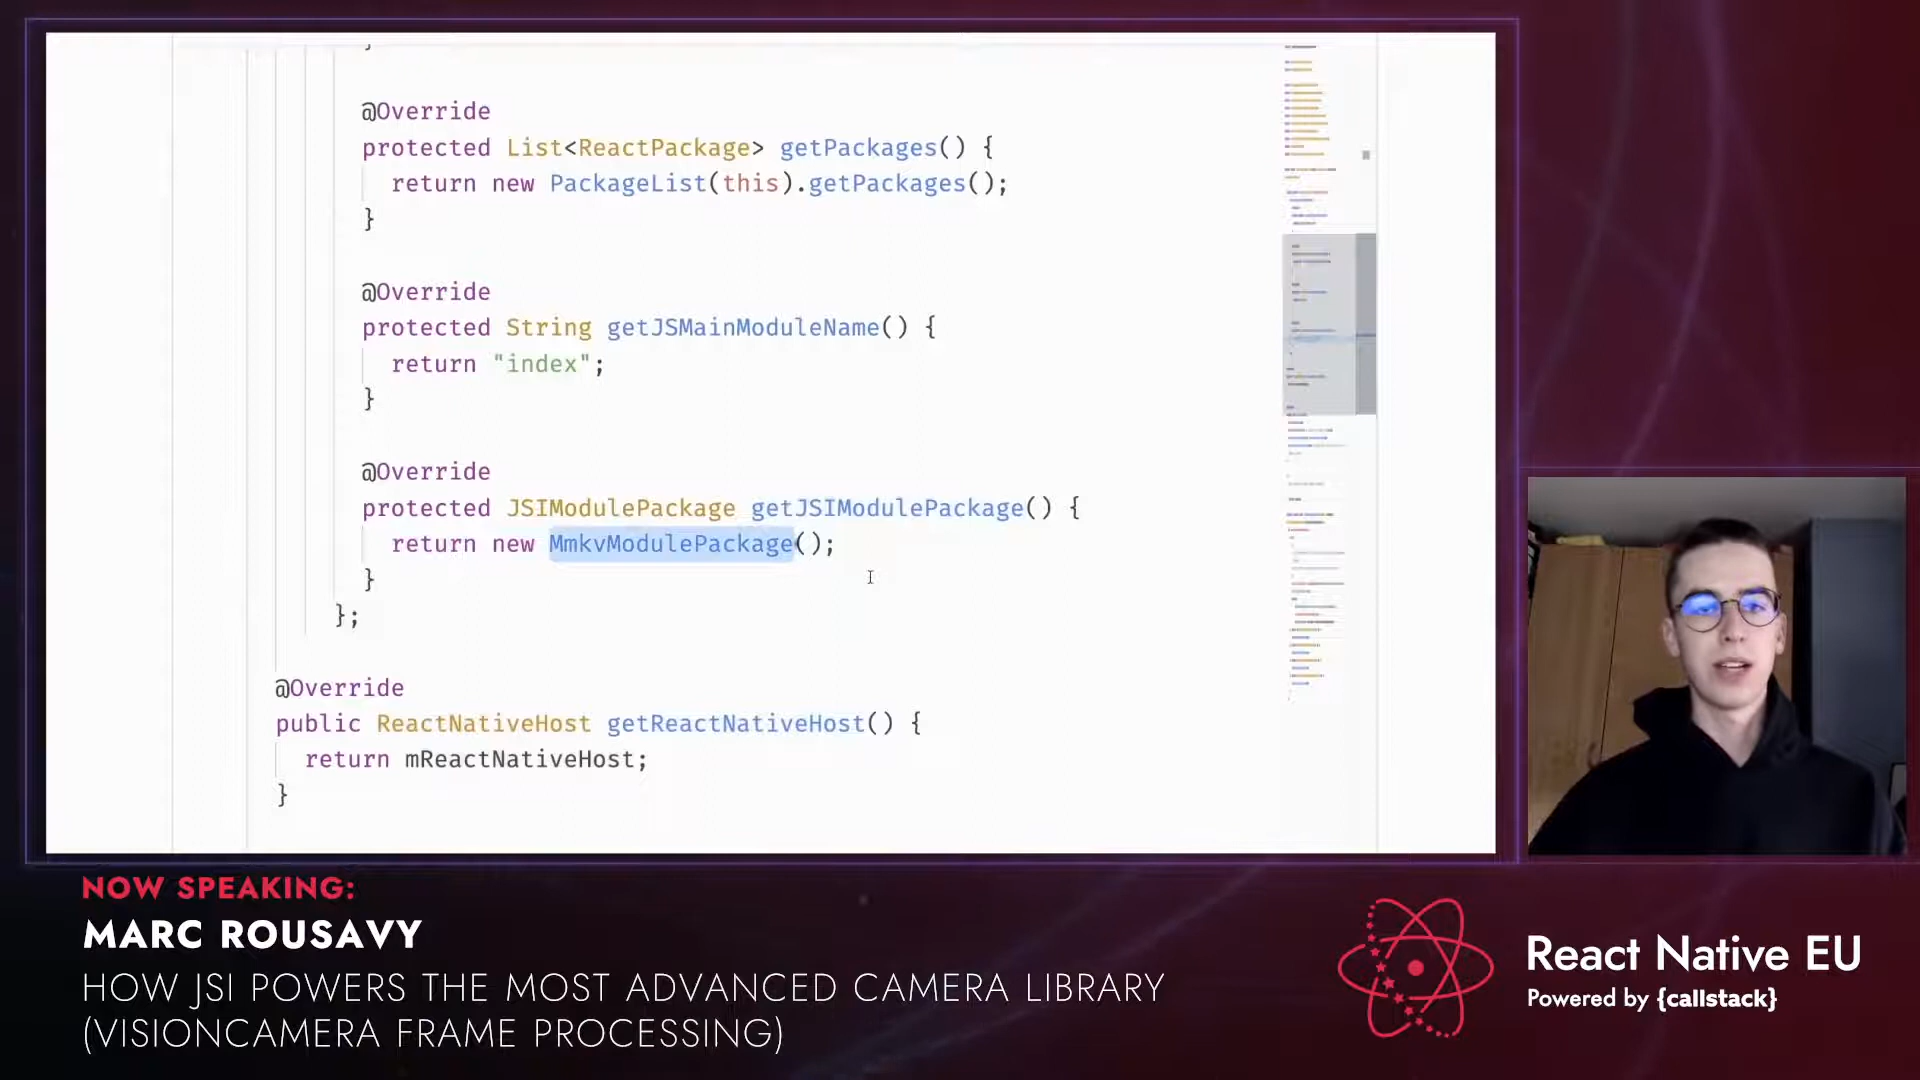 }
@Override
protected List<ReactPackage> getPackages() {
return new PackageList(this).getPackages();
}
@Override
protected String getJSMainModuleName() {
return "index";
}
@Override
protected JSIModulePackage getJSIModulePackage() {
return new MmkvModulePackage();
}
};
@Override
public ReactNativeHost getReactNativeHost() {
return mReactNativeHost;
}
NOW SPEAKING:
MARC ROUSAVY
HOW JSI POWERS THE MOST ADVANCED CAMERA LIBRARY
(VISIONCAMERA FRAME PROCESSING)
React Native EU
Powered by {callstack}